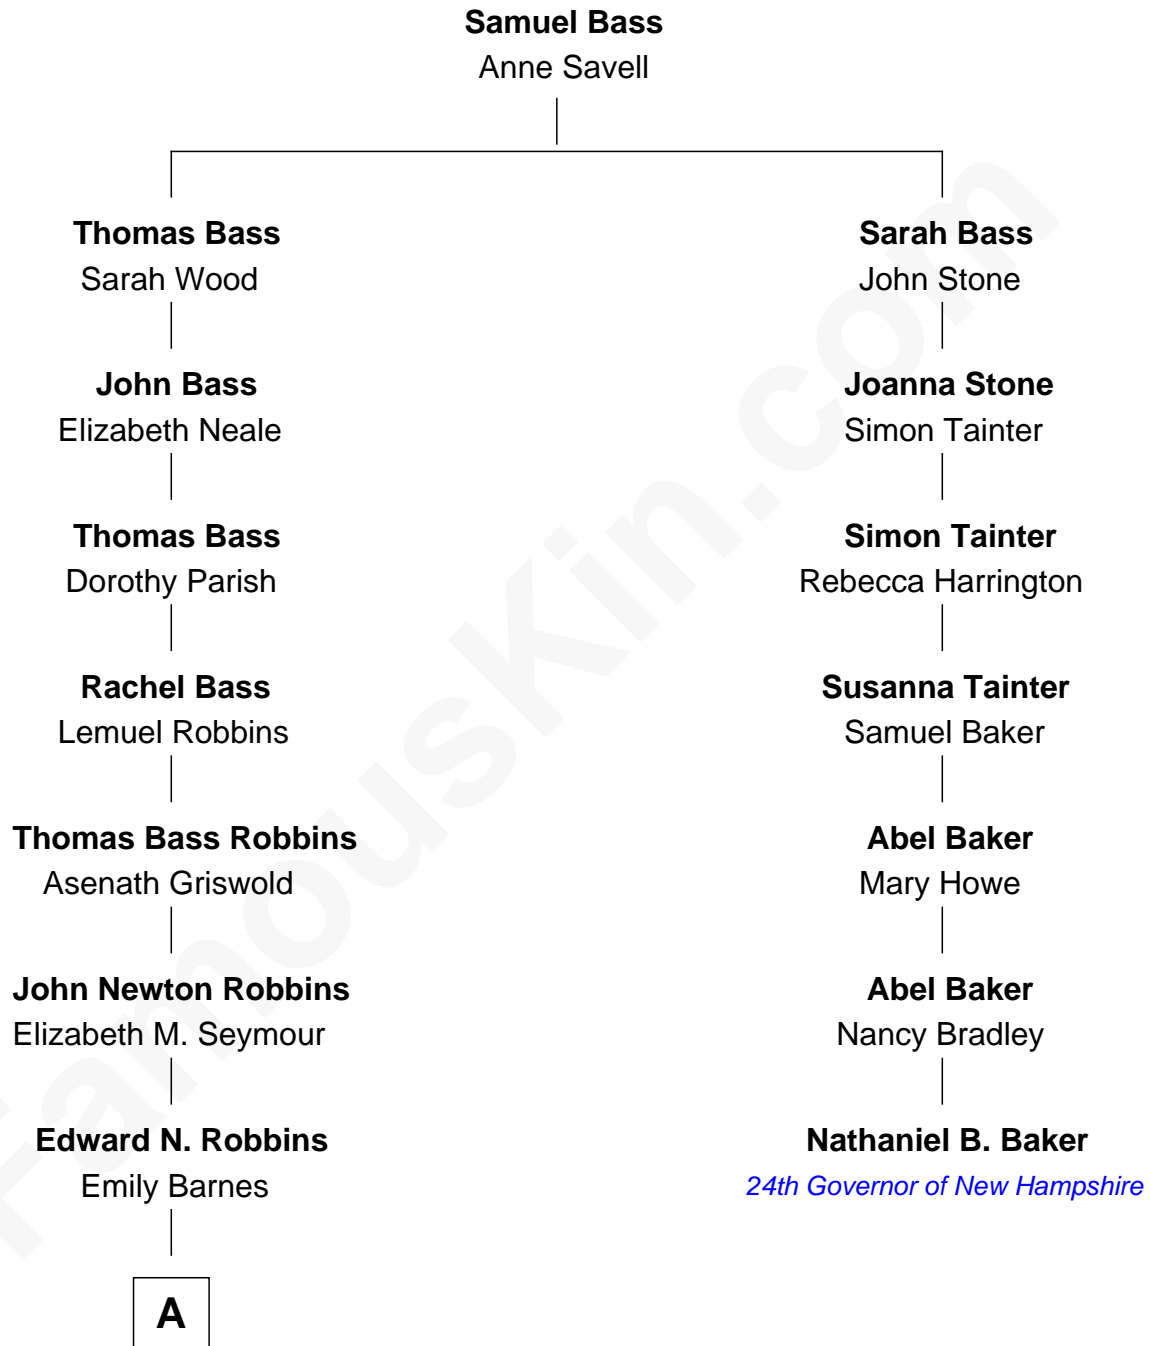 Samuel Bass
Anne Savell
Thomas Bass
Sarah Wood
John Bass
Elizabeth Neale
Thomas Bass
Dorothy Parish
Rachel Bass
Lemuel Robbins
Thomas Bass Robbins
Asenath Griswold
John Newton Robbins
Elizabeth M. Seymour
Edward N. Robbins
Emily Barnes
A
Sarah Bass
John Stone
Joanna Stone
Simon Tainter
Simon Tainter
Rebecca Harrington
Susanna Tainter
Samuel Baker
Abel Baker
Mary Howe
Abel Baker
Nancy Bradley
Nathaniel B. Baker
24th Governor of New Hampshire
FamousKin.com